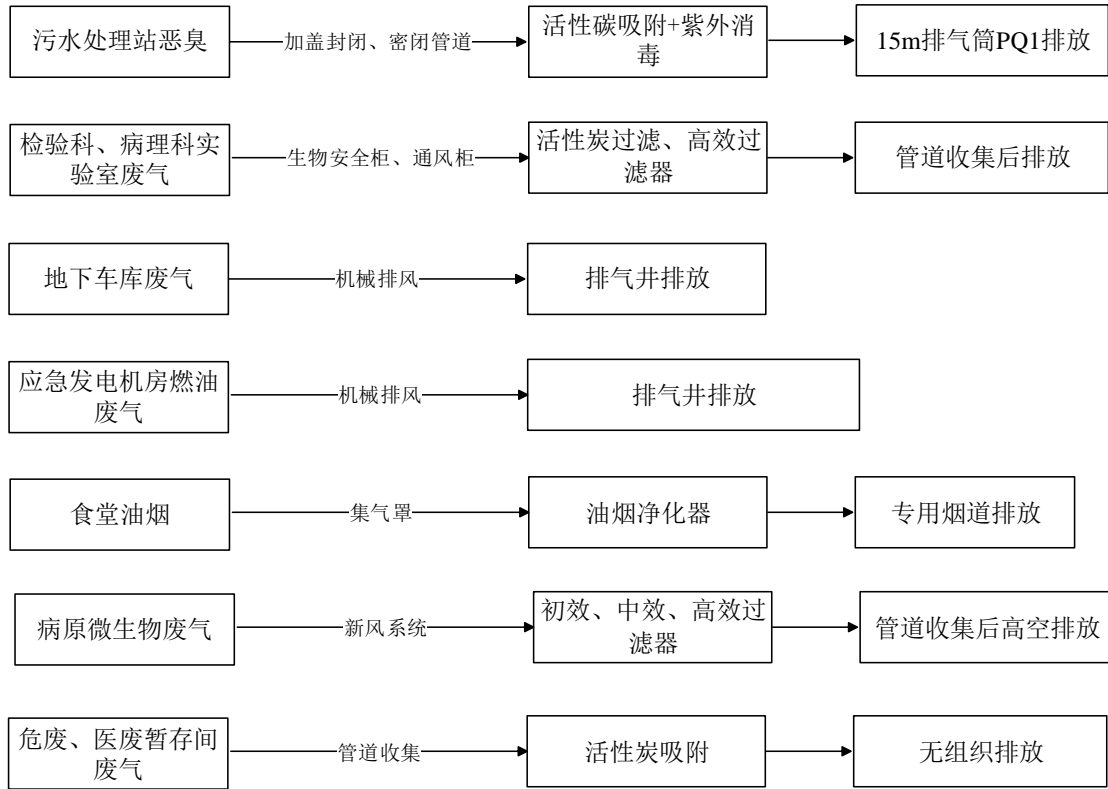 污水处理站恶臭
加盖封闭、密闭管道
活性碳吸附+紫外消
毒
15m排气筒PQ1排放
检验科、病理科实
验室废气
生物安全柜、通风柜
活性炭过滤、高效过
滤器
管道收集后排放
地下车库废气
机械排风
排气井排放
应急发电机房燃油
废气
机械排风
排气井排放
食堂油烟
集气罩
油烟净化器
专用烟道排放
病原微生物废气
新风系统
初效、中效、高效过
滤器
管道收集后高空排放
危废、医废暂存间
废气
管道收集
活性炭吸附
无组织排放